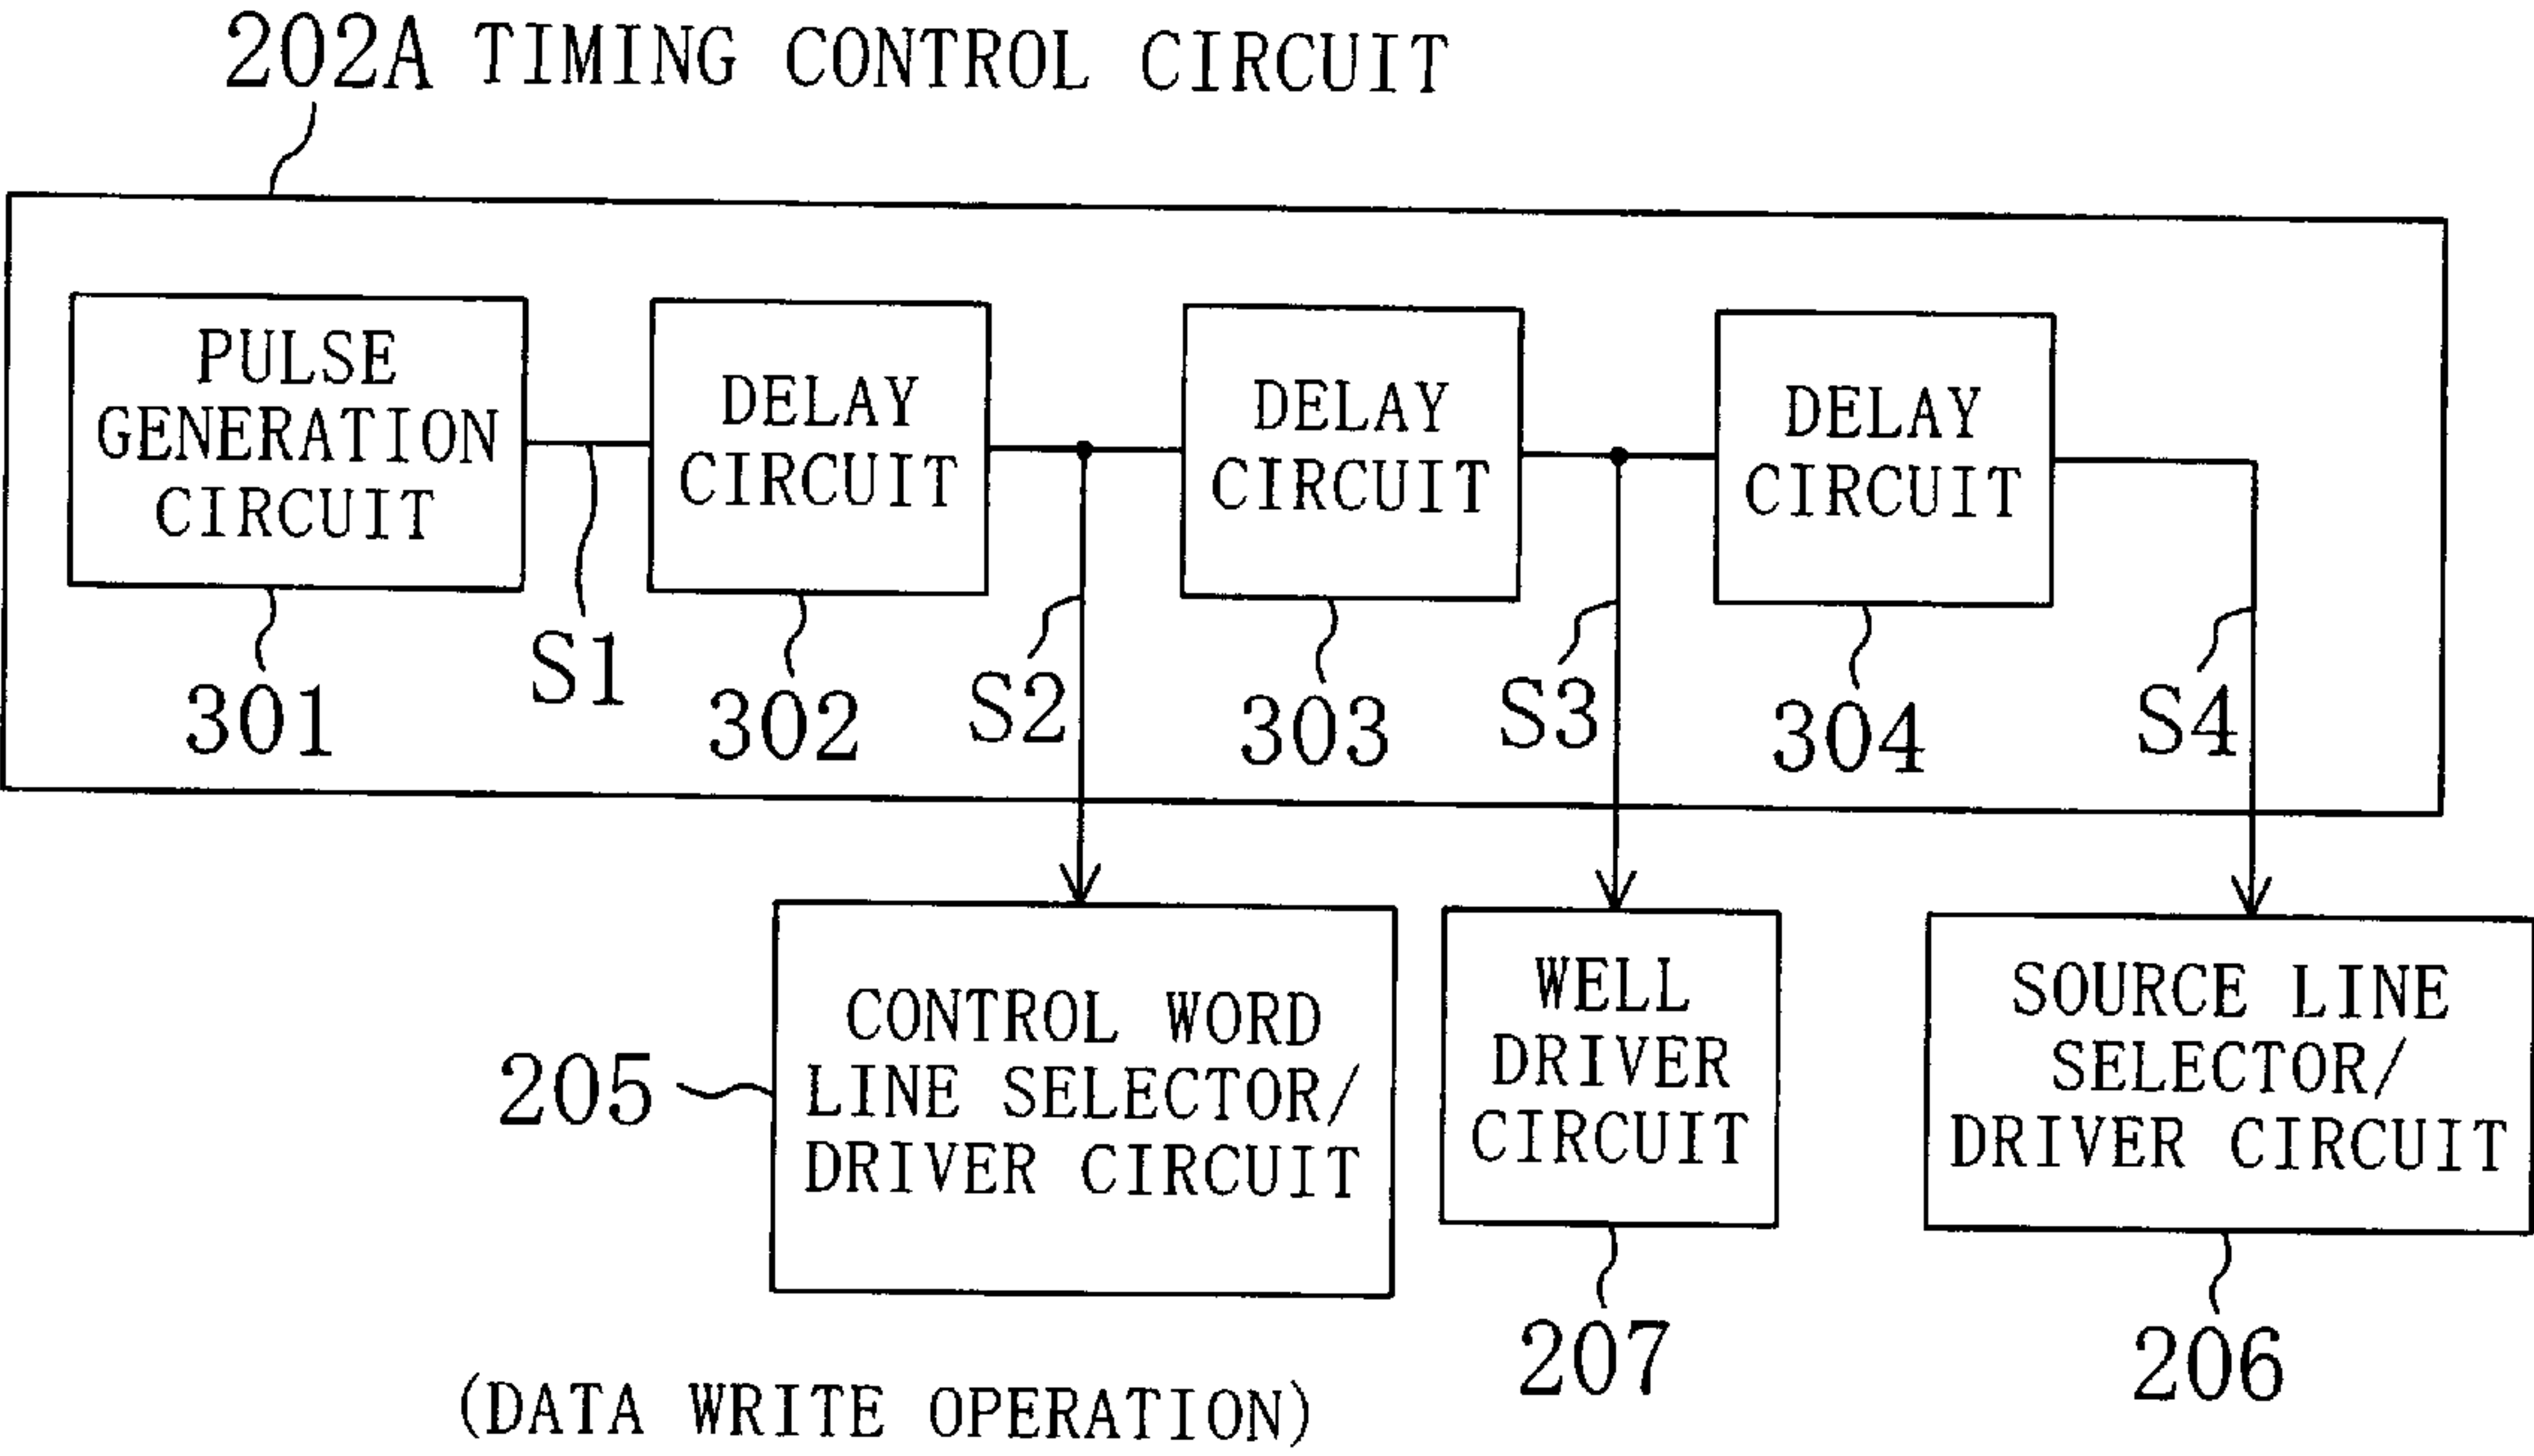 202A TIMING CONTROL CIRCUIT
PULSE
GENERATION
CIRCUIT
DELAY
CIRCUIT
DELAY
CIRCUIT
DELAY
CIRCUIT
S1
S2
S3
S4
301
302
303
304
CONTROL WORD
LINE SELECTOR/
DRIVER CIRCUIT
205
WELL
DRIVER
CIRCUIT
207
SOURCE LINE
SELECTOR/
DRIVER CIRCUIT
206
(DATA WRITE OPERATION)